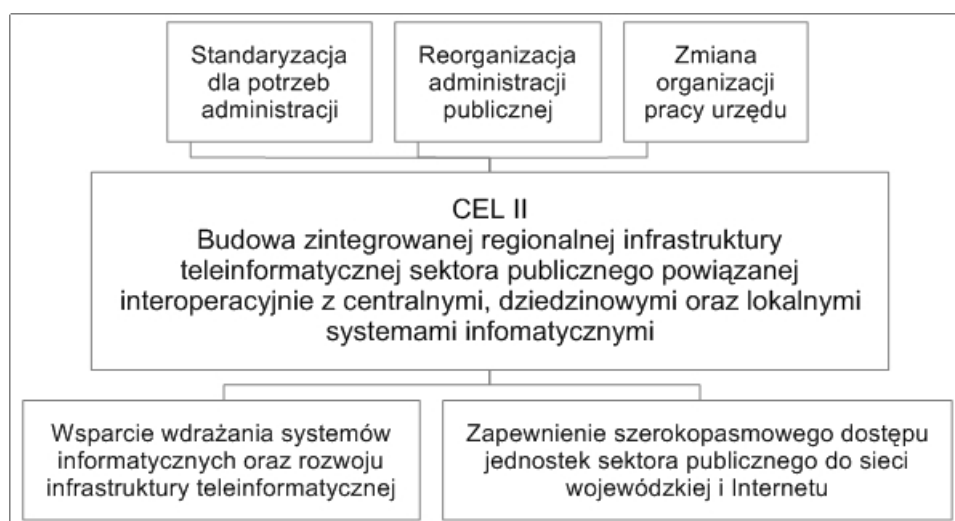 Standaryzacja
dla potrzeb
administracji
Reorganizacja
administracji
publicznej
Zmiana
organizacji
pracy urzędu
CEL II
Budowa zintegrowanej regionalnej infrastruktury
teleinformatycznej sektora publicznego powiązanej
interoperacyjnie z centralnymi, dziedzinowymi oraz lokalnymi
systemami infomatycznymi
Wsparcie wdrażania systemów
informatycznych oraz rozwoju
infrastruktury teleinformatycznej
Zapewnienie szerokopasmowego dostępu
jednostek sektora publicznego do sieci
wojewódzkiej i Internetu